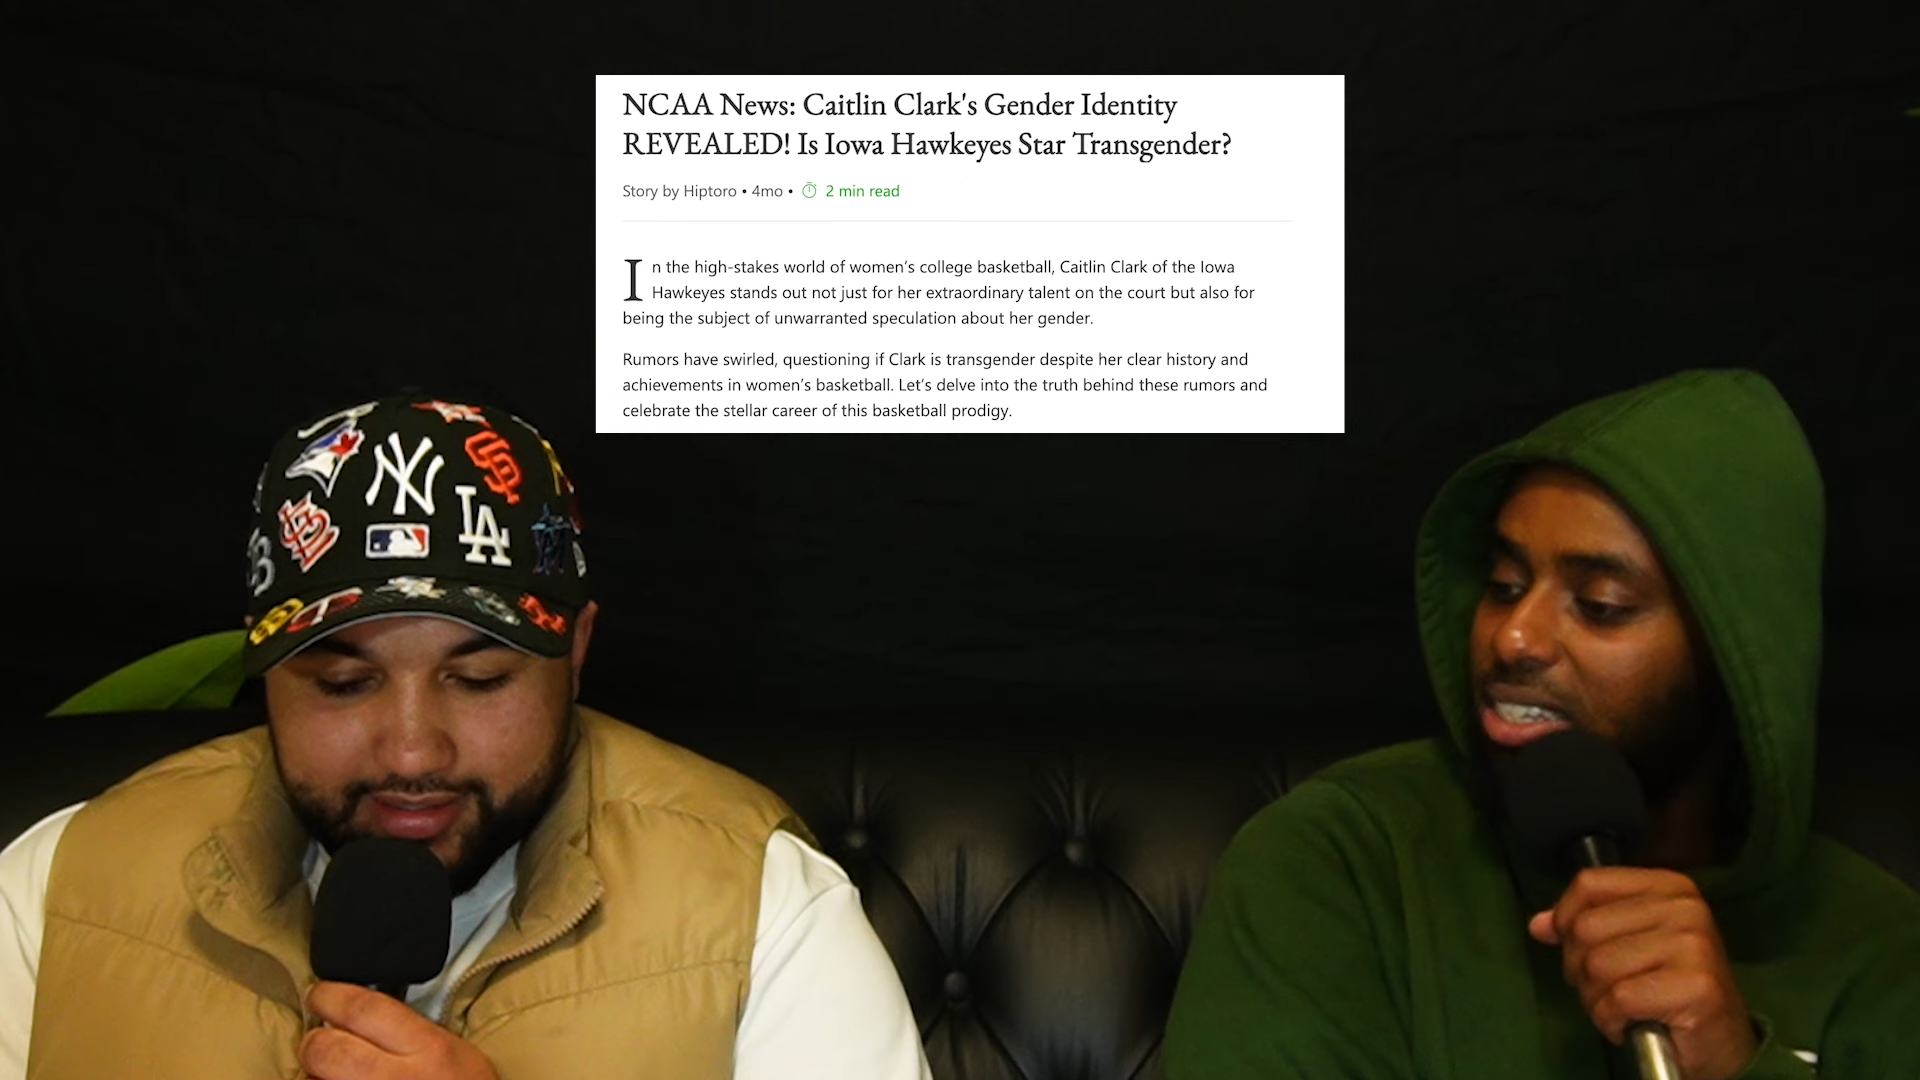 NCAA News: Caitlin Clark's Gender Identity
REVEALED! Is Iowa Hawkeyes Star Transgender?
Story by Hiptoro • 4mo • 2 min read
In the high-stakes world of women’s college basketball, Caitlin Clark of the Iowa
Hawkeyes stands out not just for her extraordinary talent on the court but also for
being the subject of unwarranted speculation about her gender.
Rumors have swirled, questioning if Clark is transgender despite her clear history and
achievements in women’s basketball. Let’s delve into the truth behind these rumors and
celebrate the stellar career of this basketball prodigy.
NY
SF
STL
LA